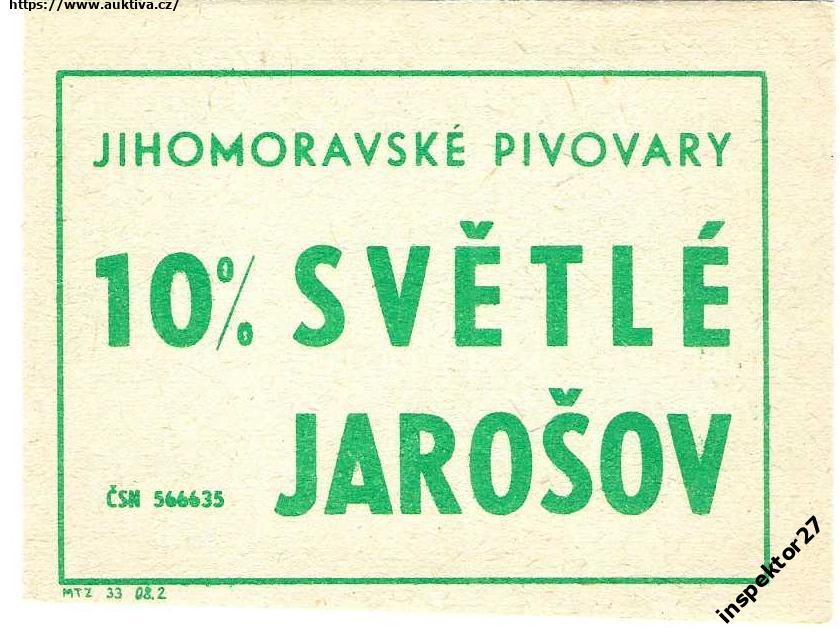 https://www.auktiva.cz/
JIHOMORAVSKÉ PIVOVARY
10% SVĚTLÉ
JAROŠOV
ČSN 566635
MTZ 33 08.2
inspektor27